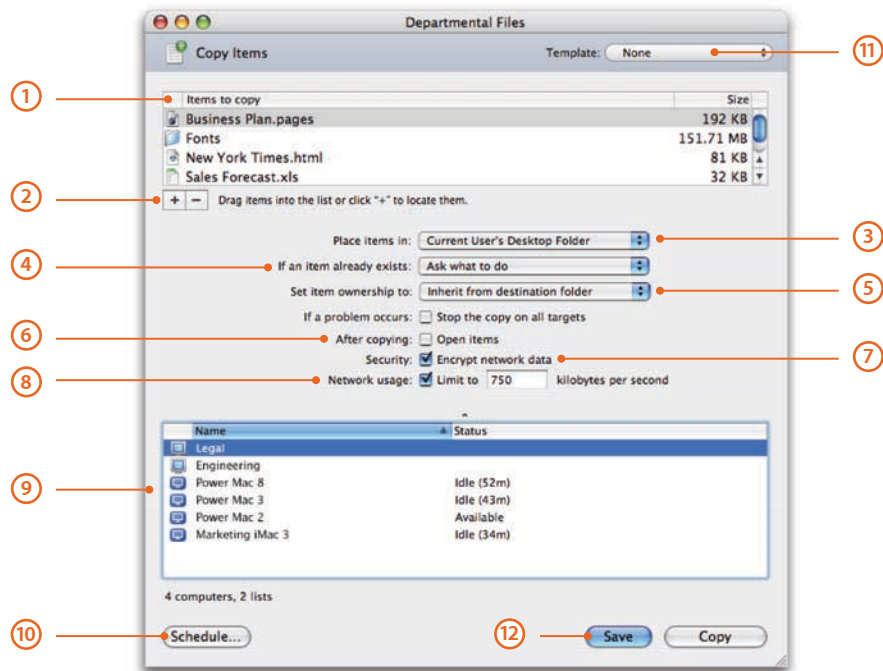 Departmental Files
Copy Items Template: None
11
1
Items to copy Size
Business Plan.pages 192 KB
Fonts 151.71 MB
New York Times.html 81 KB
Sales Forecast.xls 32 KB
2
+ − Drag items into the list or click "+" to locate them.
Place items in: Current User's Desktop Folder
3
4
If an item already exists: Ask what to do
Set item ownership to: Inherit from destination folder
5
If a problem occurs: Stop the copy on all targets
6
After copying: Open items
Security: Encrypt network data
7
8
Network usage: Limit to 750 kilobytes per second
Name Status
Legal
Engineering
9
Power Mac 8 Idle (52m)
Power Mac 3 Idle (43m)
Power Mac 2 Available
Marketing iMac 3 Idle (34m)
4 computers, 2 lists
10
Schedule...
12
Save Copy